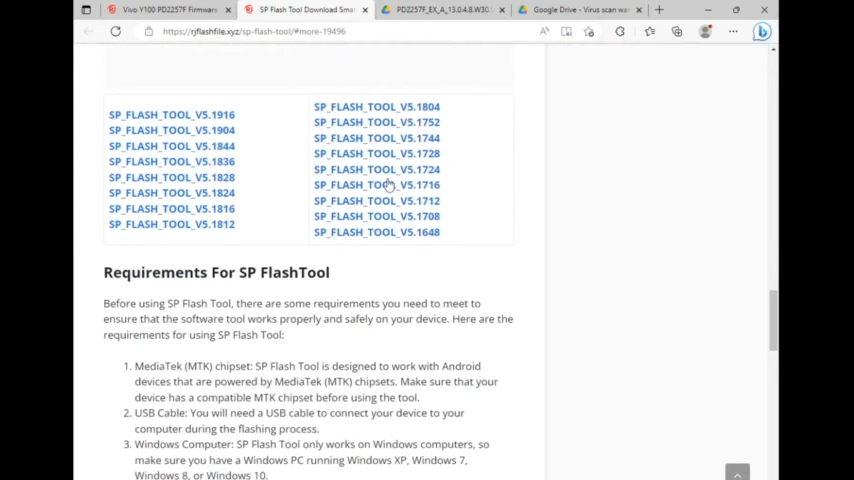 Vivo Y100 PD2257F Firmware
SP Flash Tool Download Smar
PD2257F_EX_A_13.0.4.8.W30.
Google Drive - Virus scan wa
https://rjflashfile.xyz/sp-flash-tool/#more-19496
SP_FLASH_TOOL_V5.1916
SP_FLASH_TOOL_V5.1904
SP_FLASH_TOOL_V5.1844
SP_FLASH_TOOL_V5.1836
SP_FLASH_TOOL_V5.1828
SP_FLASH_TOOL_V5.1824
SP_FLASH_TOOL_V5.1816
SP_FLASH_TOOL_V5.1812
SP_FLASH_TOOL_V5.1804
SP_FLASH_TOOL_V5.1752
SP_FLASH_TOOL_V5.1744
SP_FLASH_TOOL_V5.1728
SP_FLASH_TOOL_V5.1724
SP_FLASH_TOOL_V5.1716
SP_FLASH_TOOL_V5.1712
SP_FLASH_TOOL_V5.1708
SP_FLASH_TOOL_V5.1648
Requirements For SP FlashTool
Before using SP Flash Tool, there are some requirements you need to meet to
ensure that the software tool works properly and safely on your device. Here are the
requirements for using SP Flash Tool:
1. MediaTek (MTK) chipset: SP Flash Tool is designed to work with Android
devices that are powered by MediaTek (MTK) chipsets. Make sure that your
device has a compatible MTK chipset before using the tool.
2. USB Cable: You will need a USB cable to connect your device to your
computer during the flashing process.
3. Windows Computer: SP Flash Tool only works on Windows computers, so
make sure you have a Windows PC running Windows XP, Windows 7,
Windows 8, or Windows 10.